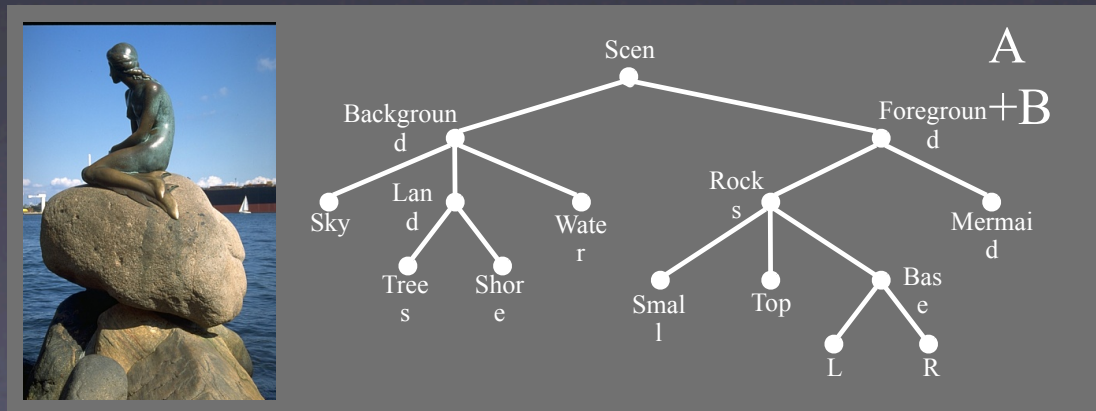 Scen
A
+B
Backgroun
d
Foregroun
d
Sky
Lan
d
Wate
r
Rock
s
Mermai
d
Tree
s
Shor
e
Smal
l
Top
Bas
e
L
R